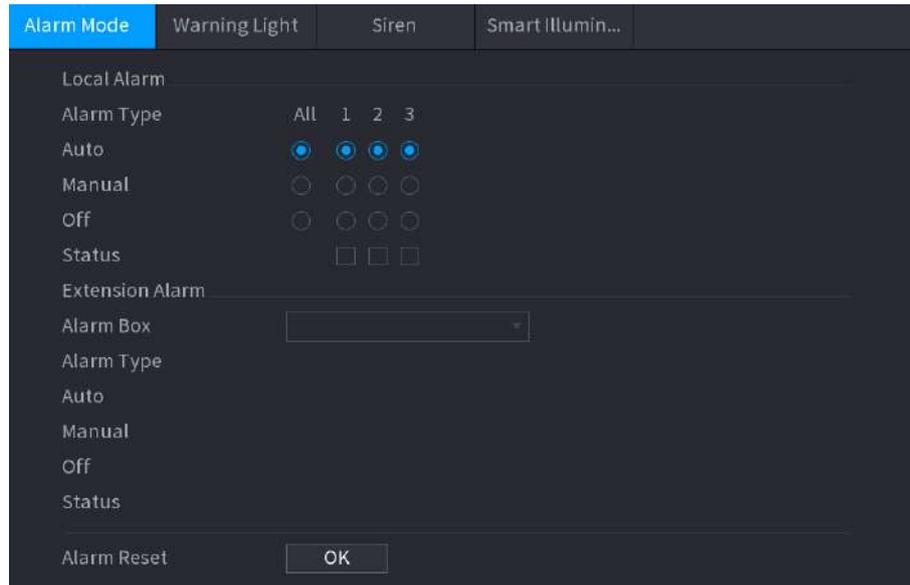 Alarm Mode Warning Light Siren Smart Illumin...
Local Alarm
Alarm Type All 1 2 3
Auto
Manual
Off
Status
Extension Alarm
Alarm Box
Alarm Type
Auto
Manual
Off
Status
Alarm Reset OK